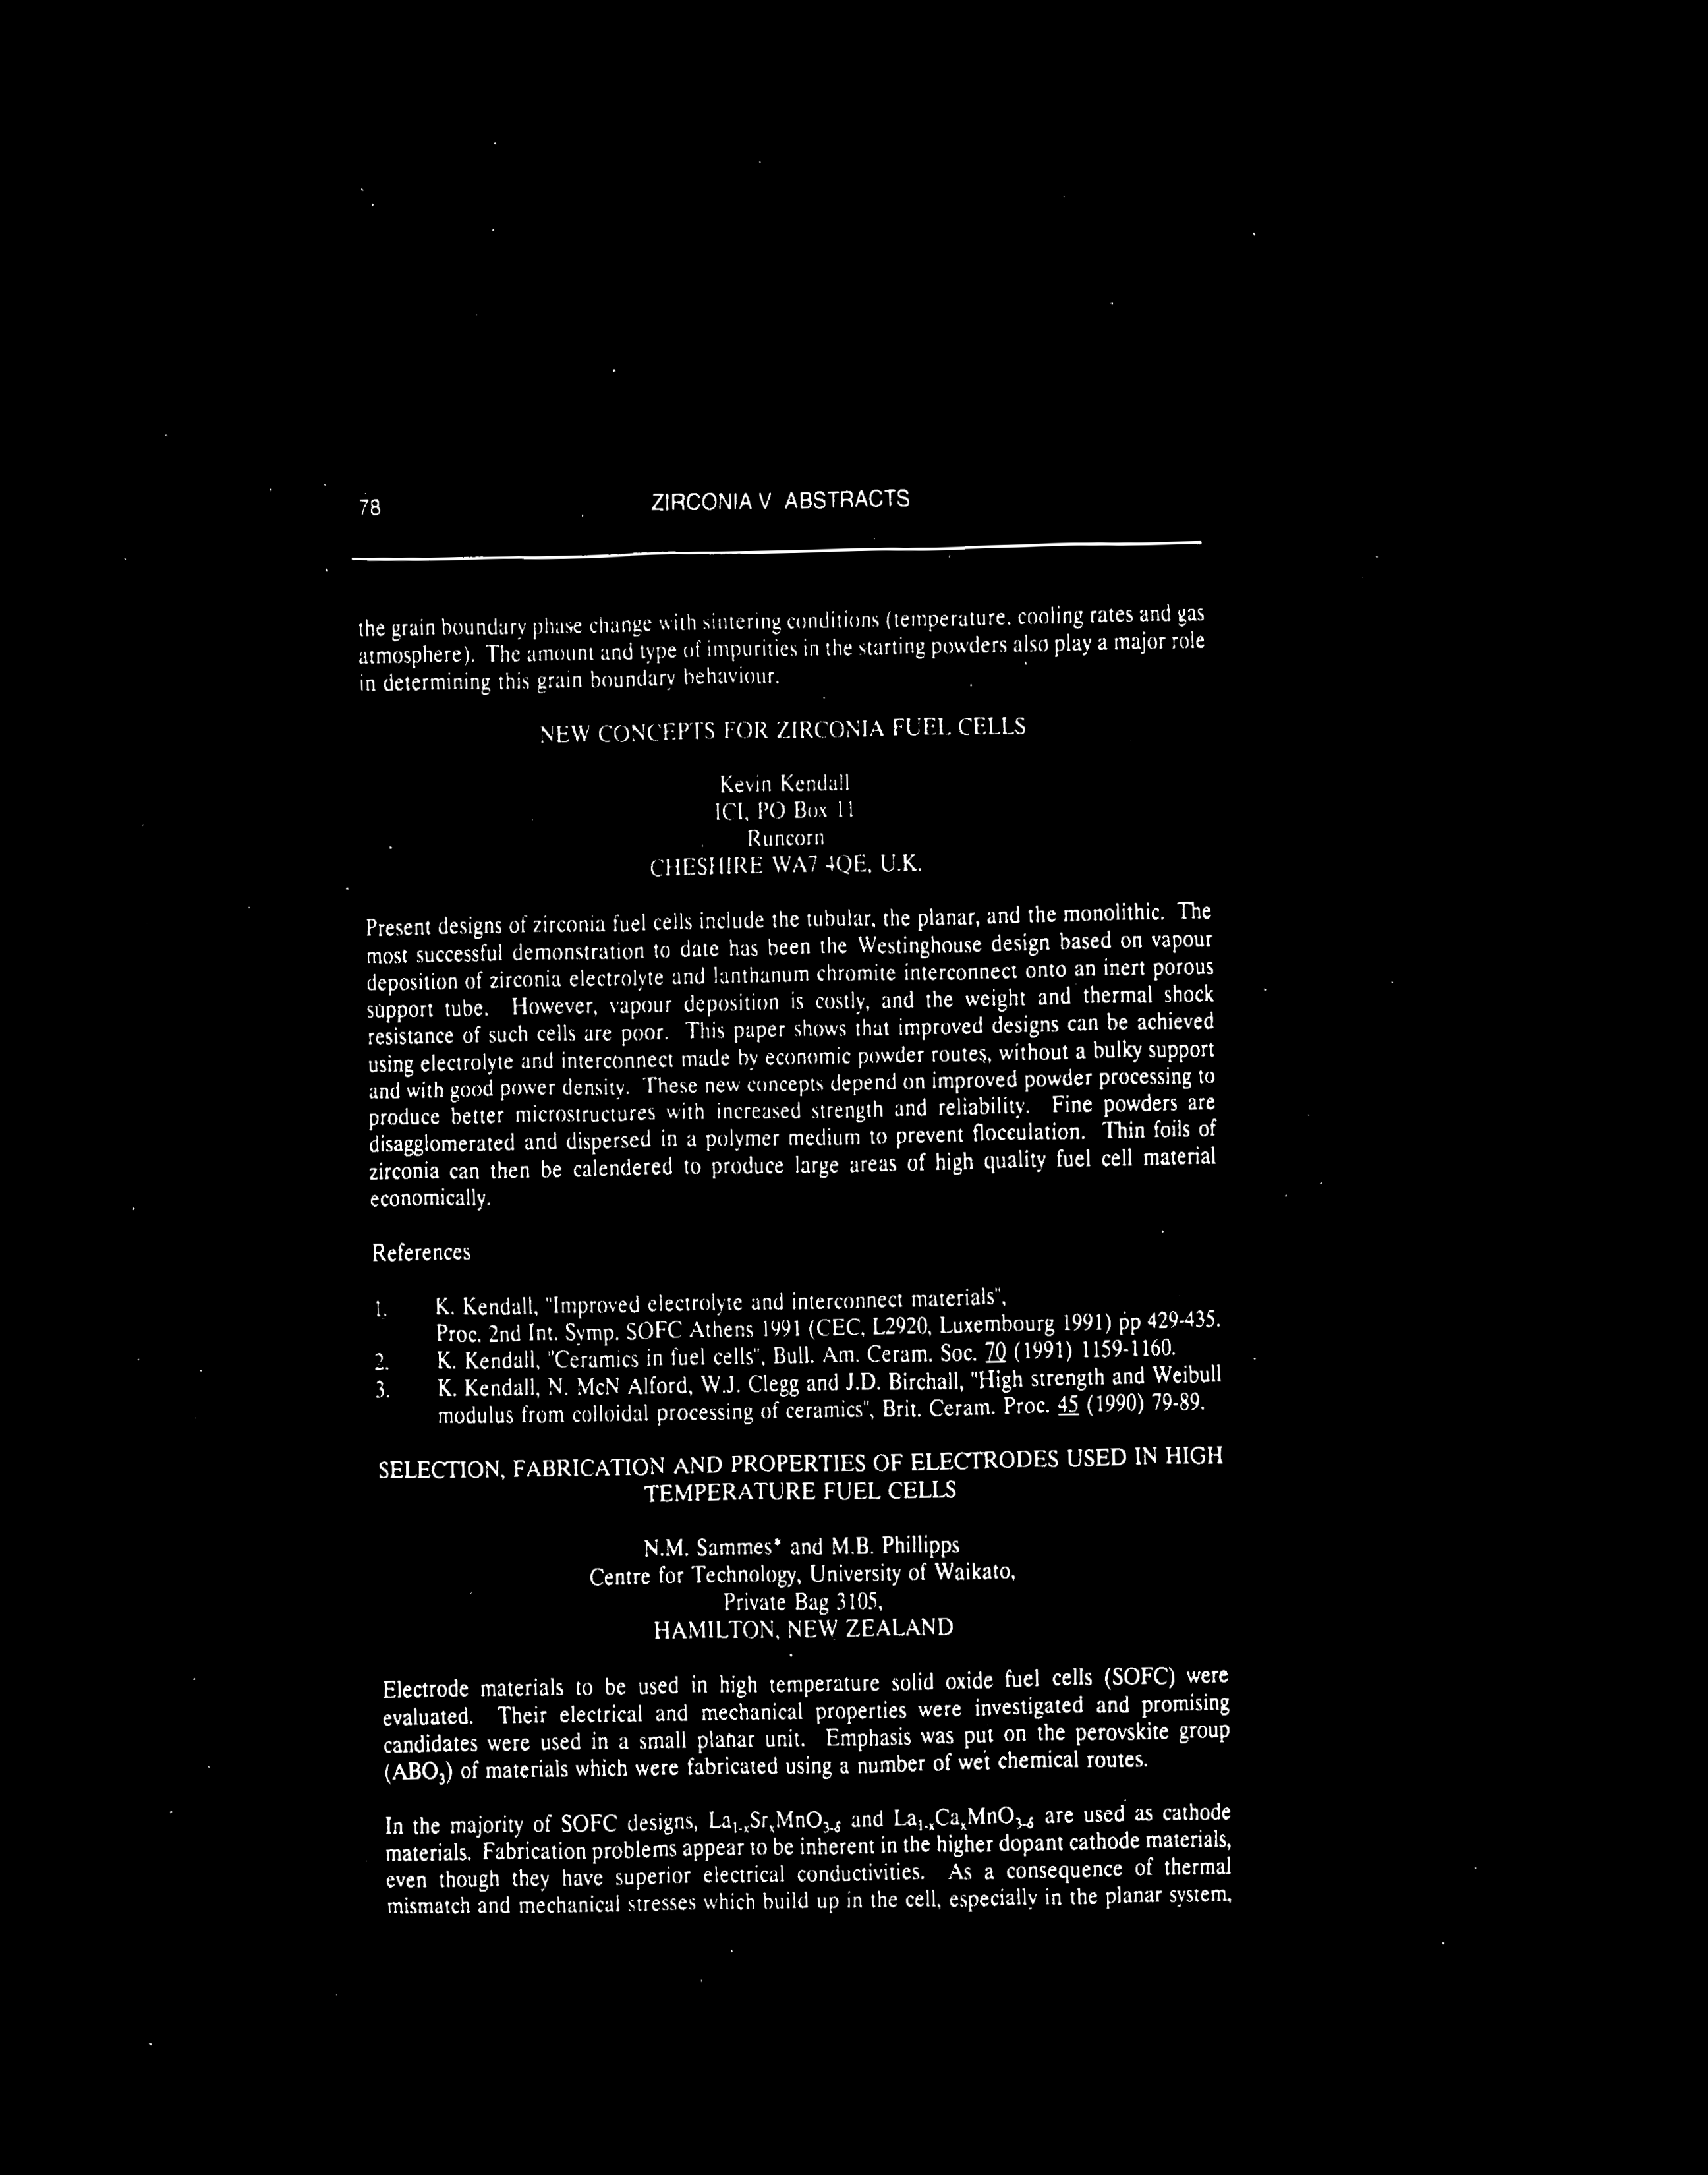 78
ZIRCONIA V ABSTRACTS
the grain boundary phase change with sintering conditions (temperature, cooling rates and gas
atmosphere). The amount and type of impurities in the starting powders also play a major role
in determining this grain boundary behaviour.
NEW CONCEPTS FOR ZIRCONIA FUEL CELLS
Kevin Kendall
ICI, PO Box 11
Runcorn
CHESHIRE WA7 4QE, U.K.
Present designs of zirconia fuel cells include the tubular, the planar, and the monolithic. The
most successful demonstration to date has been the Westinghouse design based on vapour
deposition of zirconia electrolyte and lanthanum chromite interconnect onto an inert porous
support tube. However, vapour deposition is costly, and the weight and thermal shock
resistance of such cells are poor. This paper shows that improved designs can be achieved
using electrolyte and interconnect made by economic powder routes, without a bulky support
and with good power density. These new concepts depend on improved powder processing to
produce better microstructures with increased strength and reliability. Fine powders are
disagglomerated and dispersed in a polymer medium to prevent flocculation. Thin foils of
zirconia can then be calendered to produce large areas of high quality fuel cell material
economically.
References
1. K. Kendall, "Improved electrolyte and interconnect materials",
Proc. 2nd Int. Symp. SOFC Athens 1991 (CEC, L2920, Luxembourg 1991) pp 429-435.
2. K. Kendall, "Ceramics in fuel cells", Bull. Am. Ceram. Soc. 70 (1991) 1159-1160.
3. K. Kendall, N. McN Alford, W.J. Clegg and J.D. Birchall, "High strength and Weibull
modulus from colloidal processing of ceramics", Brit. Ceram. Proc. 45 (1990) 79-89.
SELECTION, FABRICATION AND PROPERTIES OF ELECTRODES USED IN HIGH
TEMPERATURE FUEL CELLS
N.M. Sammes* and M.B. Phillipps
Centre for Technology, University of Waikato,
Private Bag 3105,
HAMILTON, NEW ZEALAND
Electrode materials to be used in high temperature solid oxide fuel cells (SOFC) were
evaluated. Their electrical and mechanical properties were investigated and promising
candidates were used in a small planar unit. Emphasis was put on the perovskite group
(ABO₃) of materials which were fabricated using a number of wet chemical routes.
In the majority of SOFC designs, La₁₋ₓSrₓMnO₃₋δ and La₁₋ₓCaₓMnO₃₋δ are used as cathode
materials. Fabrication problems appear to be inherent in the higher dopant cathode materials,
even though they have superior electrical conductivities. As a consequence of thermal
mismatch and mechanical stresses which build up in the cell, especially in the planar system,